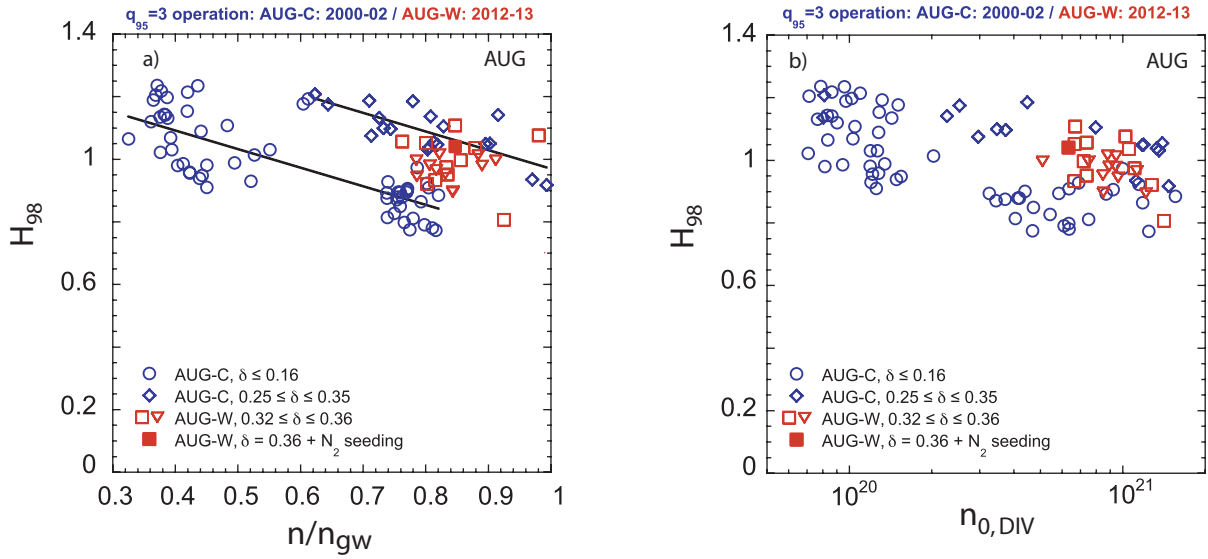 q95=3 operation: AUG-C: 2000-02 / AUG-W: 2012-13
a)
AUG
H98
1.4
1.2
1
0.6
0.2
0
AUG-C, δ ≤ 0.16
AUG-C, 0.25 ≤ δ ≤ 0.35
AUG-W, 0.32 ≤ δ ≤ 0.36
AUG-W, δ = 0.36 + N2 seeding
0.3 0.4 0.5 0.6 0.7 0.8 0.9 1
n/ngw
q95=3 operation: AUG-C: 2000-02 / AUG-W: 2012-13
b)
AUG
H98
1.4
1
0.6
0.2
0
AUG-C, δ ≤ 0.16
AUG-C, 0.25 ≤ δ ≤ 0.35
AUG-W, 0.32 ≤ δ ≤ 0.36
AUG-W, δ = 0.36 + N2 seeding
10^20 10^21
n0, DIV